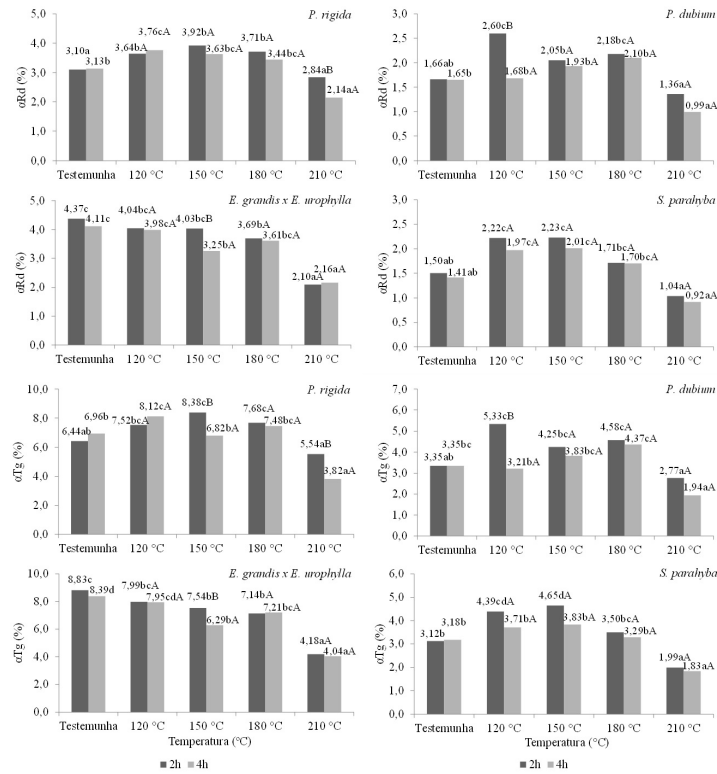 P. rigida
αRd (%)
5,0
4,0
3,0
2,0
1,0
0,0
3,10a
3,13b
3,64bA
3,76cA
3,92bA
3,63bcA
3,71bA
3,44bcA
2,84aB
2,14aA
Testemunha 120 °C 150 °C 180 °C 210 °C
P. dubium
αRd (%)
3,0
2,5
2,0
1,5
1,0
0,5
0,0
1,66ab
1,65b
2,60cB
1,68bA
2,05bA
1,93bA
2,18bcA
2,10bA
1,36aA
0,99aA
Testemunha 120 °C 150 °C 180 °C 210 °C
E. grandis x E. urophylla
αRd (%)
5,0
4,0
3,0
2,0
1,0
0,0
4,37c
4,11c
4,04bcA
3,98cA
4,03bcB
3,25bA
3,69bA
3,61bcA
2,10aA
2,16aA
Testemunha 120 °C 150 °C 180 °C 210 °C
S. parahyba
αRd (%)
3,0
2,5
2,0
1,5
1,0
0,5
0,0
1,50ab
1,41ab
2,22cA
1,97cA
2,23cA
2,01cA
1,71bcA
1,70bcA
1,04aA
0,92aA
Testemunha 120 °C 150 °C 180 °C 210 °C
P. rigida
αTg (%)
10,0
8,0
6,0
4,0
2,0
0,0
6,44ab
6,96b
7,52bcA
8,12cA
8,38cB
6,82bA
7,68cA
7,48bcA
5,54aB
3,82aA
Testemunha 120 °C 150 °C 180 °C 210 °C
P. dubium
αTg (%)
7,0
6,0
5,0
4,0
3,0
2,0
1,0
0,0
3,35ab
3,35bc
5,33cB
3,21bA
4,25bcA
3,83bcA
4,58cA
4,37cA
2,77aA
1,94aA
Testemunha 120 °C 150 °C 180 °C 210 °C
E. grandis x E. urophylla
αTg (%)
10,0
8,0
6,0
4,0
2,0
0,0
8,83c
8,39d
7,99bcA
7,95cdA
7,54bB
6,29bA
7,14bA
7,21bcA
4,18aA
4,04aA
Testemunha 120 °C 150 °C 180 °C 210 °C
Temperatura (°C)
2h 4h
S. parahyba
αTg (%)
6,0
5,0
4,0
3,0
2,0
1,0
0,0
3,12b
3,18b
4,39cdA
3,71bA
4,65dA
3,83bA
3,50bcA
3,29bA
1,99aA
1,83aA
Testemunha 120 °C 150 °C 180 °C 210 °C
Temperatura (°C)
2h 4h